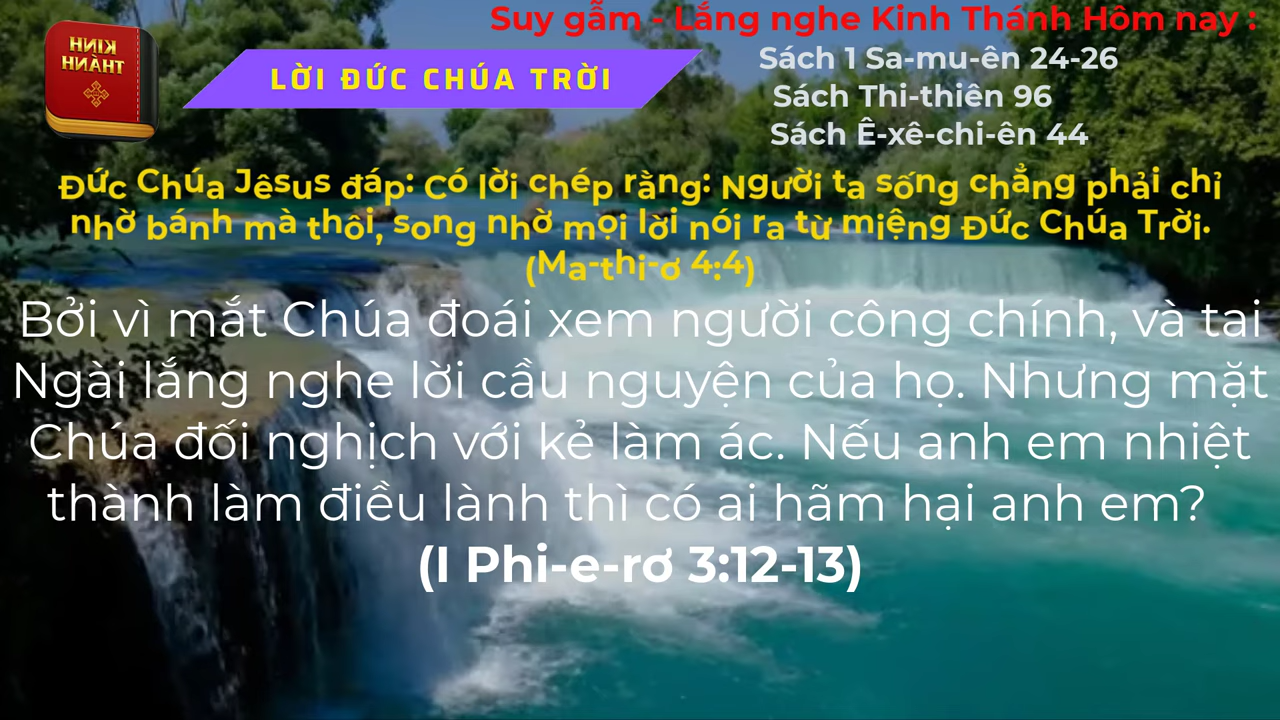 Suy gẫm - Lắng nghe Kinh Thánh Hôm nay :
Sách 1 Sa-mu-ên 24-26
Sách Thi-thiên 96
Sách Ê-xê-chi-ên 44
KINH
THÁNH
LỜI ĐỨC CHÚA TRỜI
Đức Chúa Jêsus đáp: Có lời chép rằng: Người ta sống chẳng phải chỉ
nhờ bánh mà thôi, song nhờ mọi lời nói ra từ miệng Đức Chúa Trời.
(Ma-thi-ơ 4:4)
Bởi vì mắt Chúa đoái xem người công chính, và tai
Ngài lắng nghe lời cầu nguyện của họ. Nhưng mặt
Chúa đối nghịch với kẻ làm ác. Nếu anh em nhiệt
thành làm điều lành thì có ai hãm hại anh em?
(I Phi-e-rơ 3:12-13)